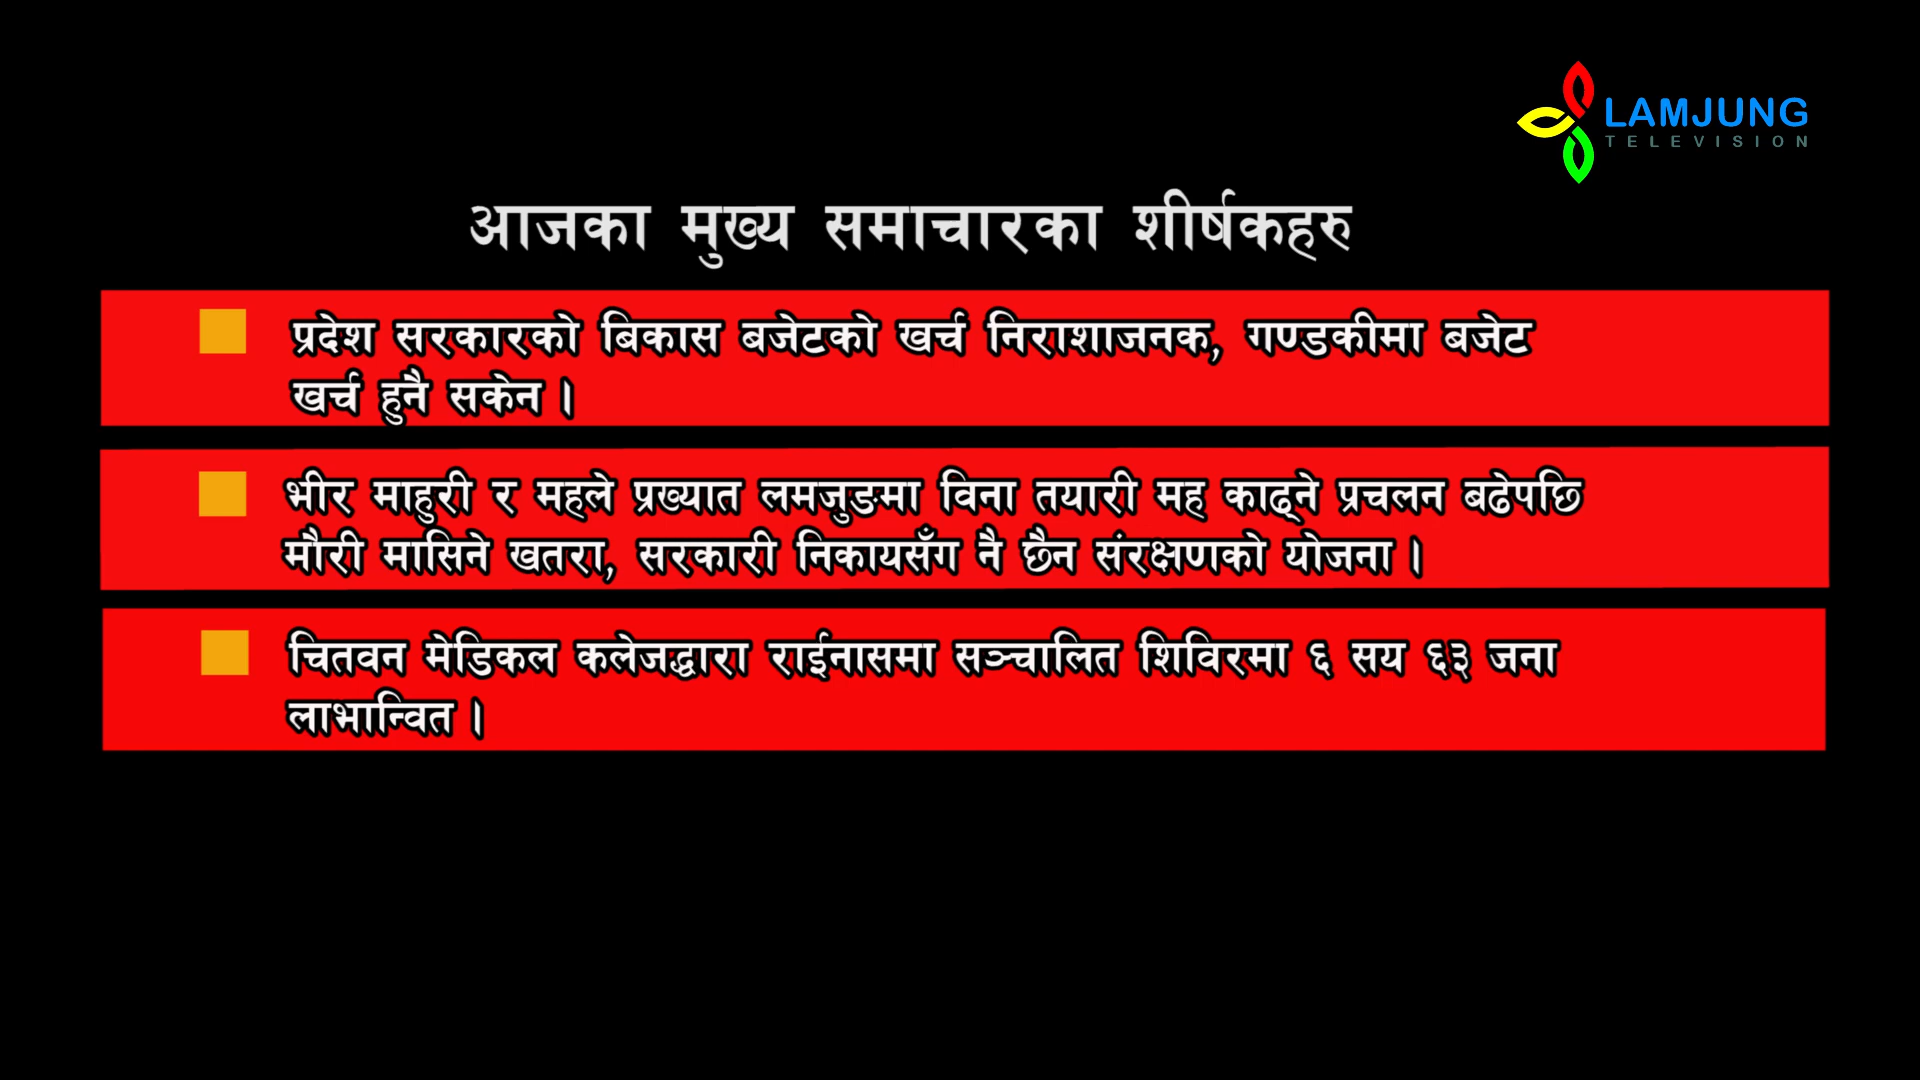 LAMJUNG
TELEVISION
आजका मुख्य समाचारका शीर्षकहरु
प्रदेश सरकारको बिकास बजेटको खर्च निराशाजनक, गण्डकीमा बजेट
खर्च हुनै सकेन ।
भीर माहुरी र महले प्रख्यात लमजुङमा विना तयारी मह काढ्ने प्रचलन बढेपछि
मौरी मासिने खतरा, सरकारी निकायसँग नै छैन संरक्षणको योजना ।
चितवन मेडिकल कलेजद्धारा राईनासमा सञ्चालित शिविरमा ६ सय ६३ जना
लाभान्वित ।